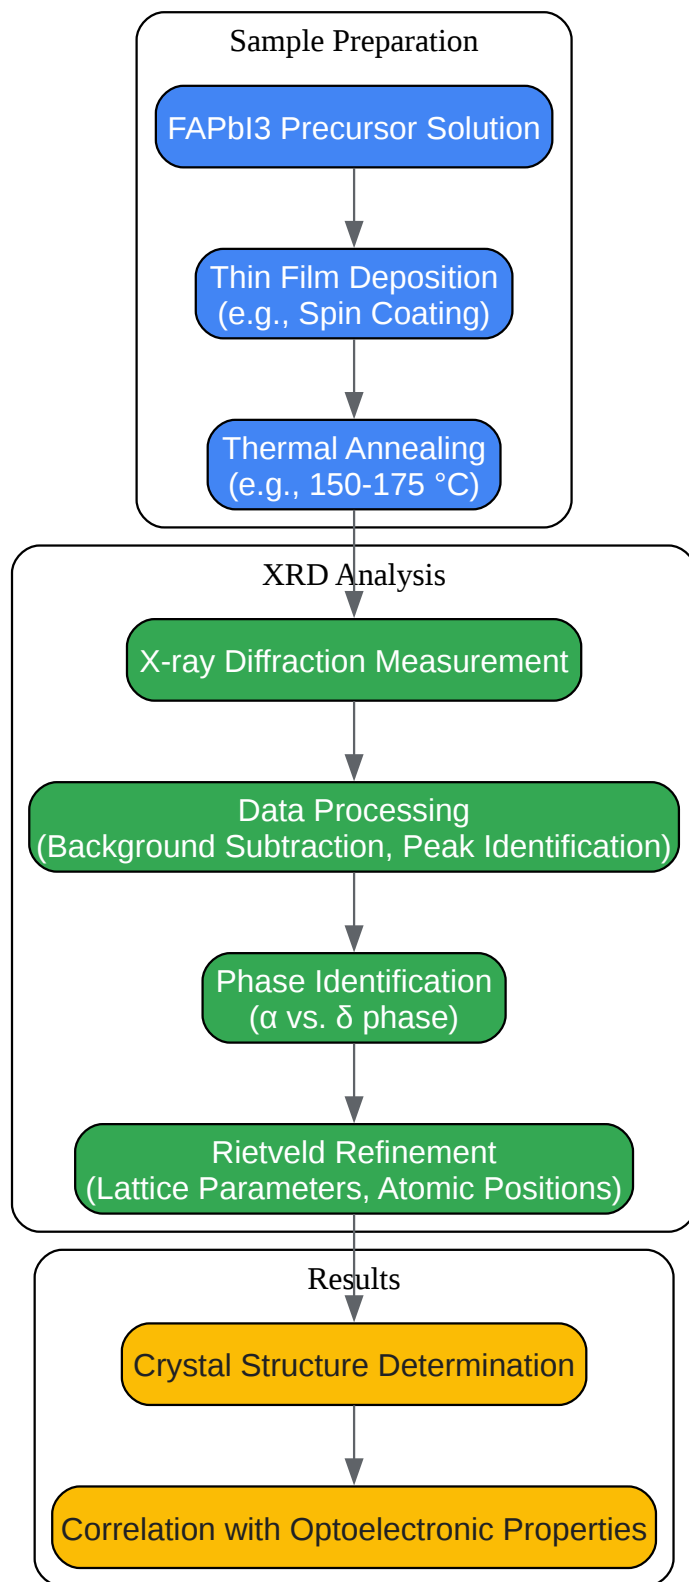 Sample Preparation
FAPbI3 Precursor Solution
Thin Film Deposition
(e.g., Spin Coating)
Thermal Annealing
(e.g., 150-175 °C)
XRD Analysis
X-ray Diffraction Measurement
Data Processing
(Background Subtraction, Peak Identification)
Phase Identification
(α vs. δ phase)
Rietveld Refinement
(Lattice Parameters, Atomic Positions)
Results
Crystal Structure Determination
Correlation with Optoelectronic Properties